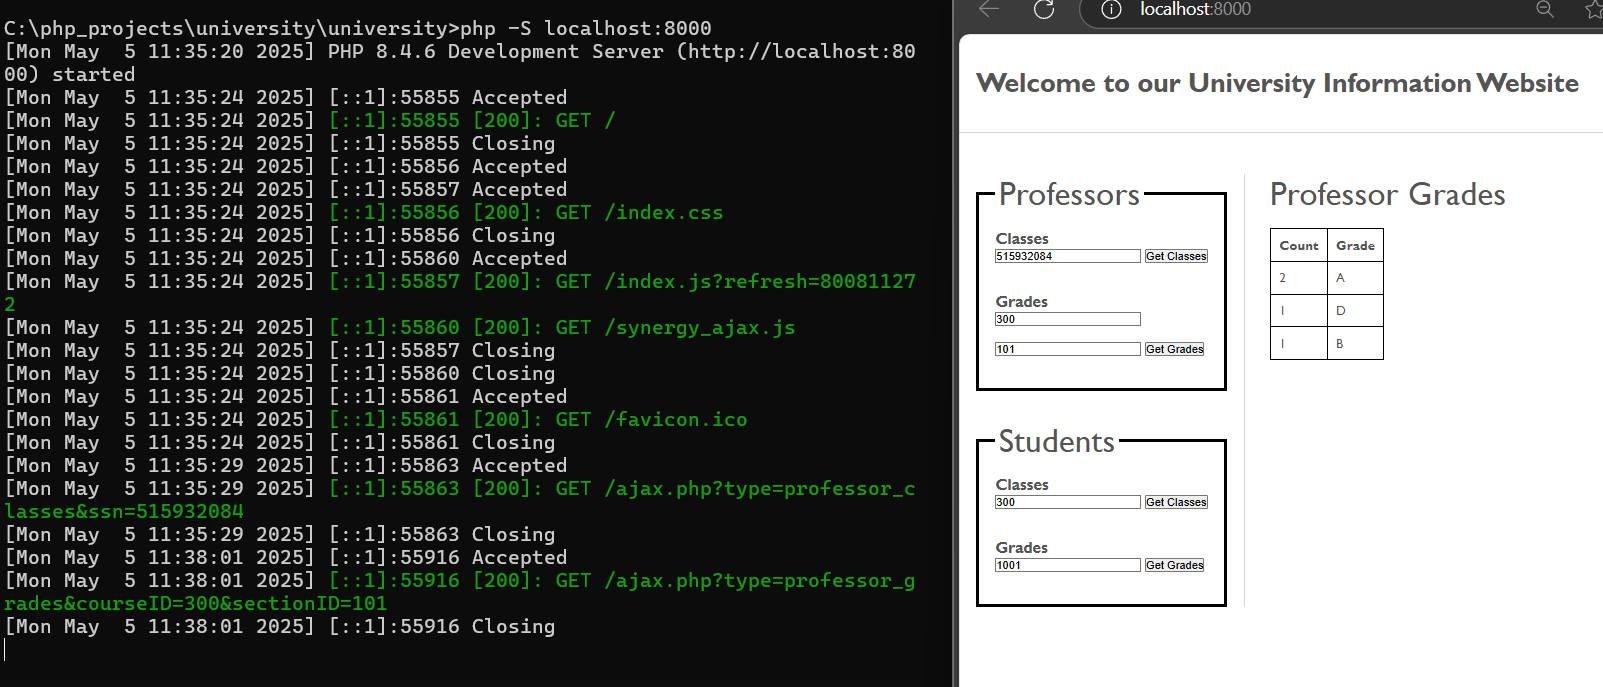 C:\php_projects\university\university>php -S localhost:8000
[Mon May  5 11:35:20 2025] PHP 8.4.6 Development Server (http://localhost:80
00) started
[Mon May  5 11:35:24 2025] [::1]:55855 Accepted
[Mon May  5 11:35:24 2025] [::1]:55855 [200]: GET /
[Mon May  5 11:35:24 2025] [::1]:55855 Closing
[Mon May  5 11:35:24 2025] [::1]:55856 Accepted
[Mon May  5 11:35:24 2025] [::1]:55857 Accepted
[Mon May  5 11:35:24 2025] [::1]:55856 [200]: GET /index.css
[Mon May  5 11:35:24 2025] [::1]:55856 Closing
[Mon May  5 11:35:24 2025] [::1]:55860 Accepted
[Mon May  5 11:35:24 2025] [::1]:55857 [200]: GET /index.js?refresh=80081127
2
[Mon May  5 11:35:24 2025] [::1]:55860 [200]: GET /synergy_ajax.js
[Mon May  5 11:35:24 2025] [::1]:55857 Closing
[Mon May  5 11:35:24 2025] [::1]:55860 Closing
[Mon May  5 11:35:24 2025] [::1]:55861 Accepted
[Mon May  5 11:35:24 2025] [::1]:55861 [200]: GET /favicon.ico
[Mon May  5 11:35:24 2025] [::1]:55861 Closing
[Mon May  5 11:35:29 2025] [::1]:55863 Accepted
[Mon May  5 11:35:29 2025] [::1]:55863 [200]: GET /ajax.php?type=professor_c
lasses&ssn=515932084
[Mon May  5 11:35:29 2025] [::1]:55863 Closing
[Mon May  5 11:38:01 2025] [::1]:55916 Accepted
[Mon May  5 11:38:01 2025] [::1]:55916 [200]: GET /ajax.php?type=professor_g
rades&courseID=300&sectionID=101
[Mon May  5 11:38:01 2025] [::1]:55916 Closing
localhost:8000
Welcome to our University Information Website
Professors
Classes
515932084 Get Classes
Grades
300
101 Get Grades
Students
Classes
300 Get Classes
Grades
1001 Get Grades
Professor Grades
Count Grade
2 A
1 D
1 B